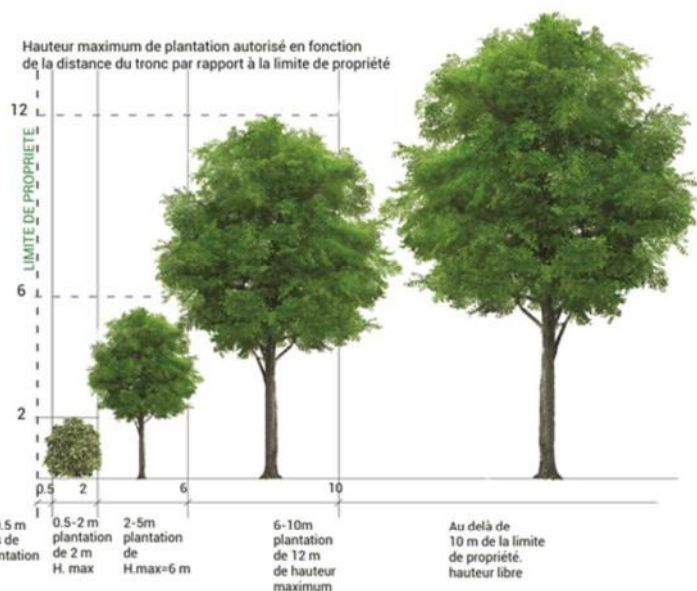 Hauteur maximum de plantation autorisé en fonction
de la distance du tronc par rapport à la limite de propriété
12
LIMITE DE PROPRIETE
6
2
0.5 2 6 10
0.5 m
de
0.5-2 m
plantation
de 2 m
H. max
2-5m
plantation
de
H.max=6 m
6-10m
plantation
de 12 m
de hauteur
maximum
Au delà de
10 m de la limite
de propriété.
hauteur libre